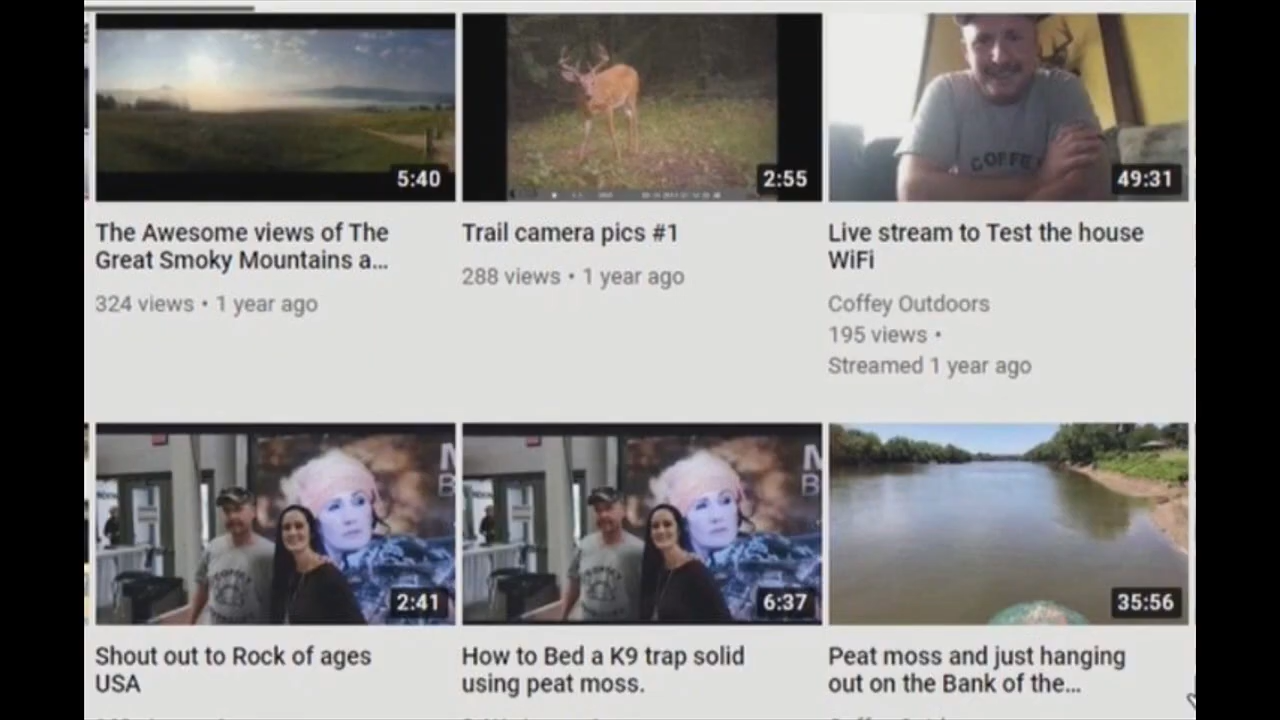 5:40
2:55
COFFEY
49:31
The Awesome views of The
Great Smoky Mountains a...
324 views • 1 year ago
Trail camera pics #1
288 views • 1 year ago
Live stream to Test the house
WiFi
Coffey Outdoors
195 views •
Streamed 1 year ago
2:41
6:37
35:56
Shout out to Rock of ages
USA
How to Bed a K9 trap solid
using peat moss.
Peat moss and just hanging
out on the Bank of the...